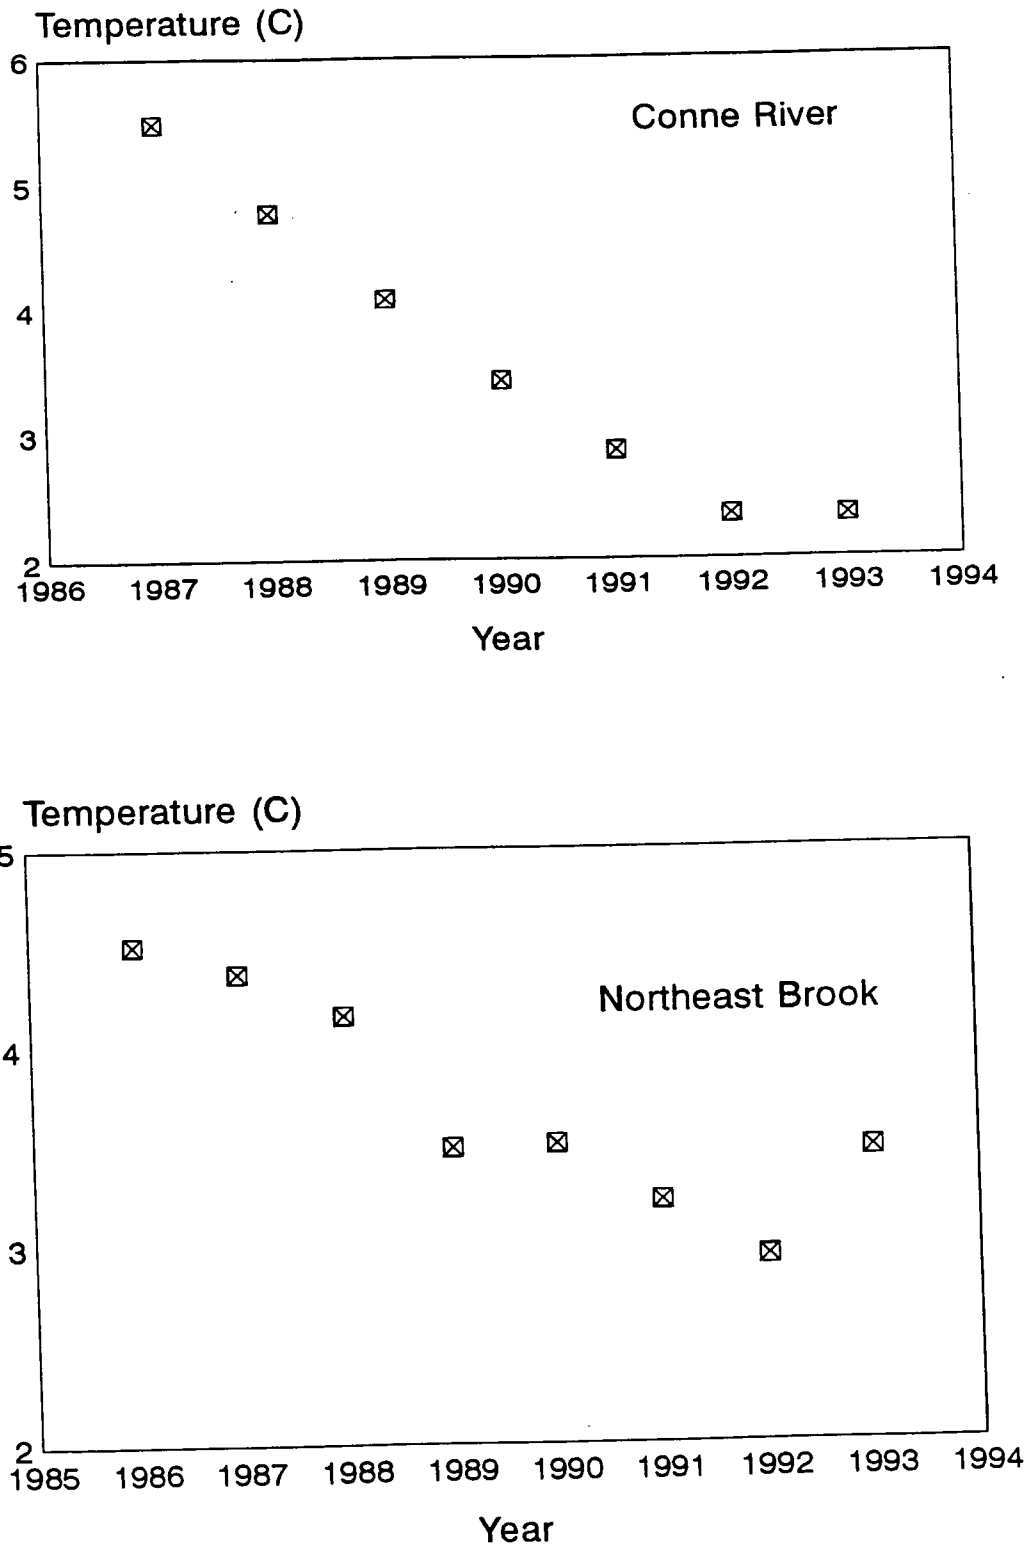 Temperature (C)
6
Conne River
5
4
3
2
1986 1987 1988 1989 1990 1991 1992 1993 1994
Year
Temperature (C)
5
Northeast Brook
4
3
2
1985 1986 1987 1988 1989 1990 1991 1992 1993 1994
Year